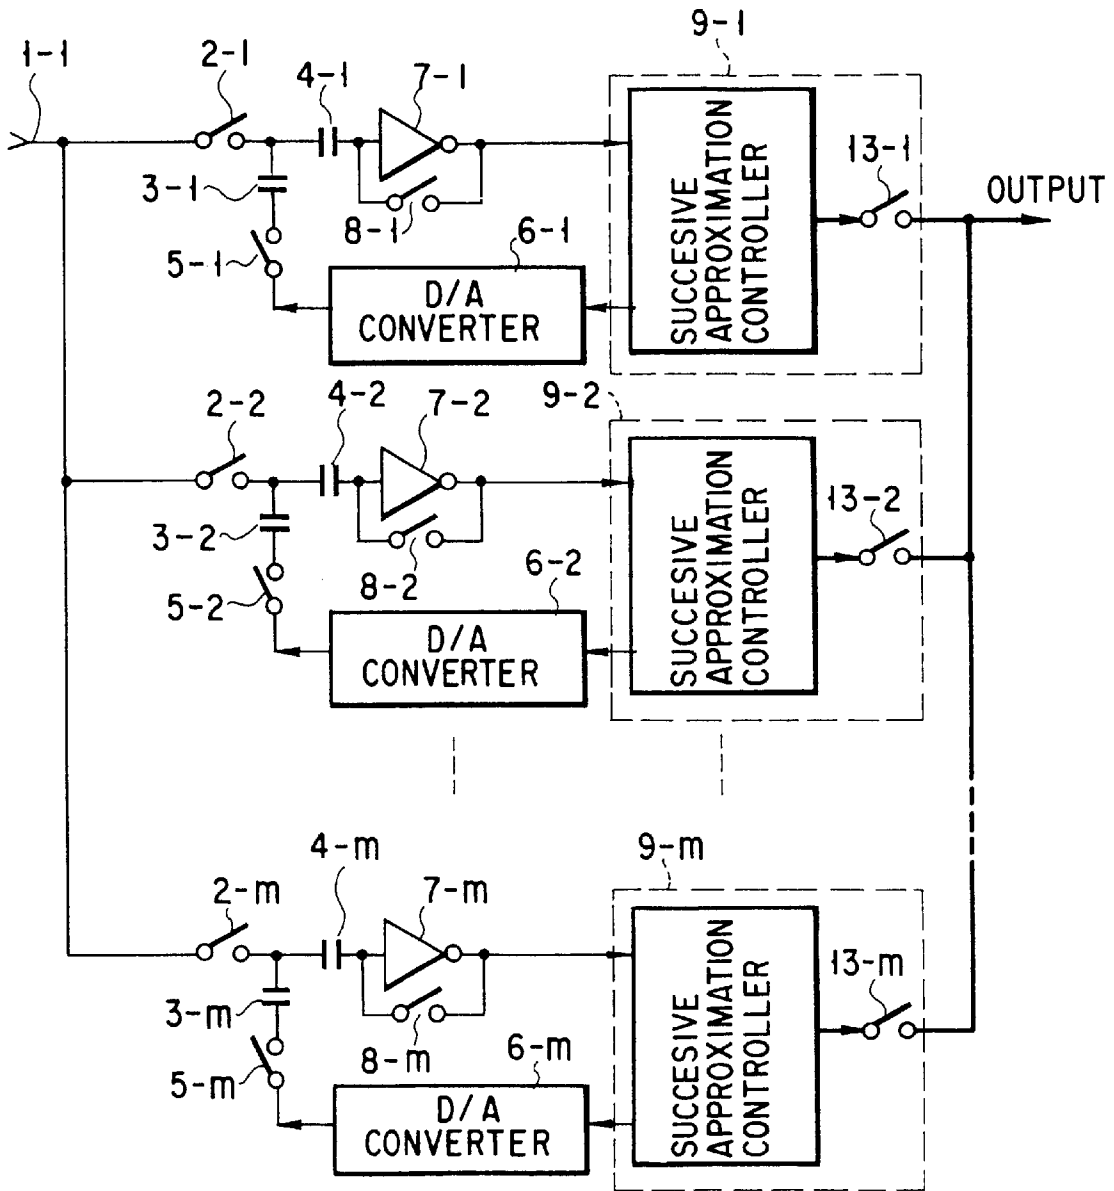 9-1
1-1
2-1
4-1
7-1
3-1
8-1
5-1
6-1
D/A
CONVERTER
SUCCESIVE
APPROXIMATION
CONTROLLER
13-1
OUTPUT
2-2
4-2
7-2
9-2
3-2
8-2
5-2
6-2
D/A
CONVERTER
SUCCESIVE
APPROXIMATION
CONTROLLER
13-2
2-m
4-m
7-m
9-m
3-m
8-m
5-m
6-m
D/A
CONVERTER
SUCCESIVE
APPROXIMATION
CONTROLLER
13-m